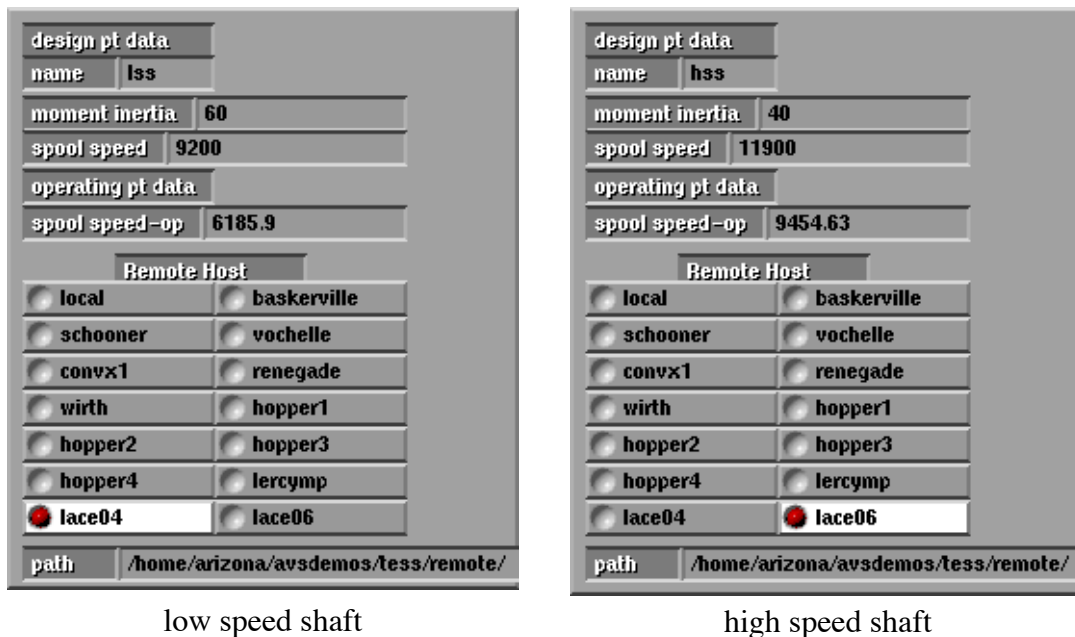 design pt data
name lss
moment inertia 60
spool speed 9200
operating pt data
spool speed-op 6185.9
Remote Host
local baskerville
schooner vochelle
convx1 renegade
wirth hopper1
hopper2 hopper3
hopper4 lercymp
lace04 lace06
path /home/arizona/avsdemos/tess/remote/
low speed shaft
design pt data
name hss
moment inertia 40
spool speed 11900
operating pt data
spool speed-op 9454.63
Remote Host
local baskerville
schooner vochelle
convx1 renegade
wirth hopper1
hopper2 hopper3
hopper4 lercymp
lace04 lace06
path /home/arizona/avsdemos/tess/remote/
high speed shaft